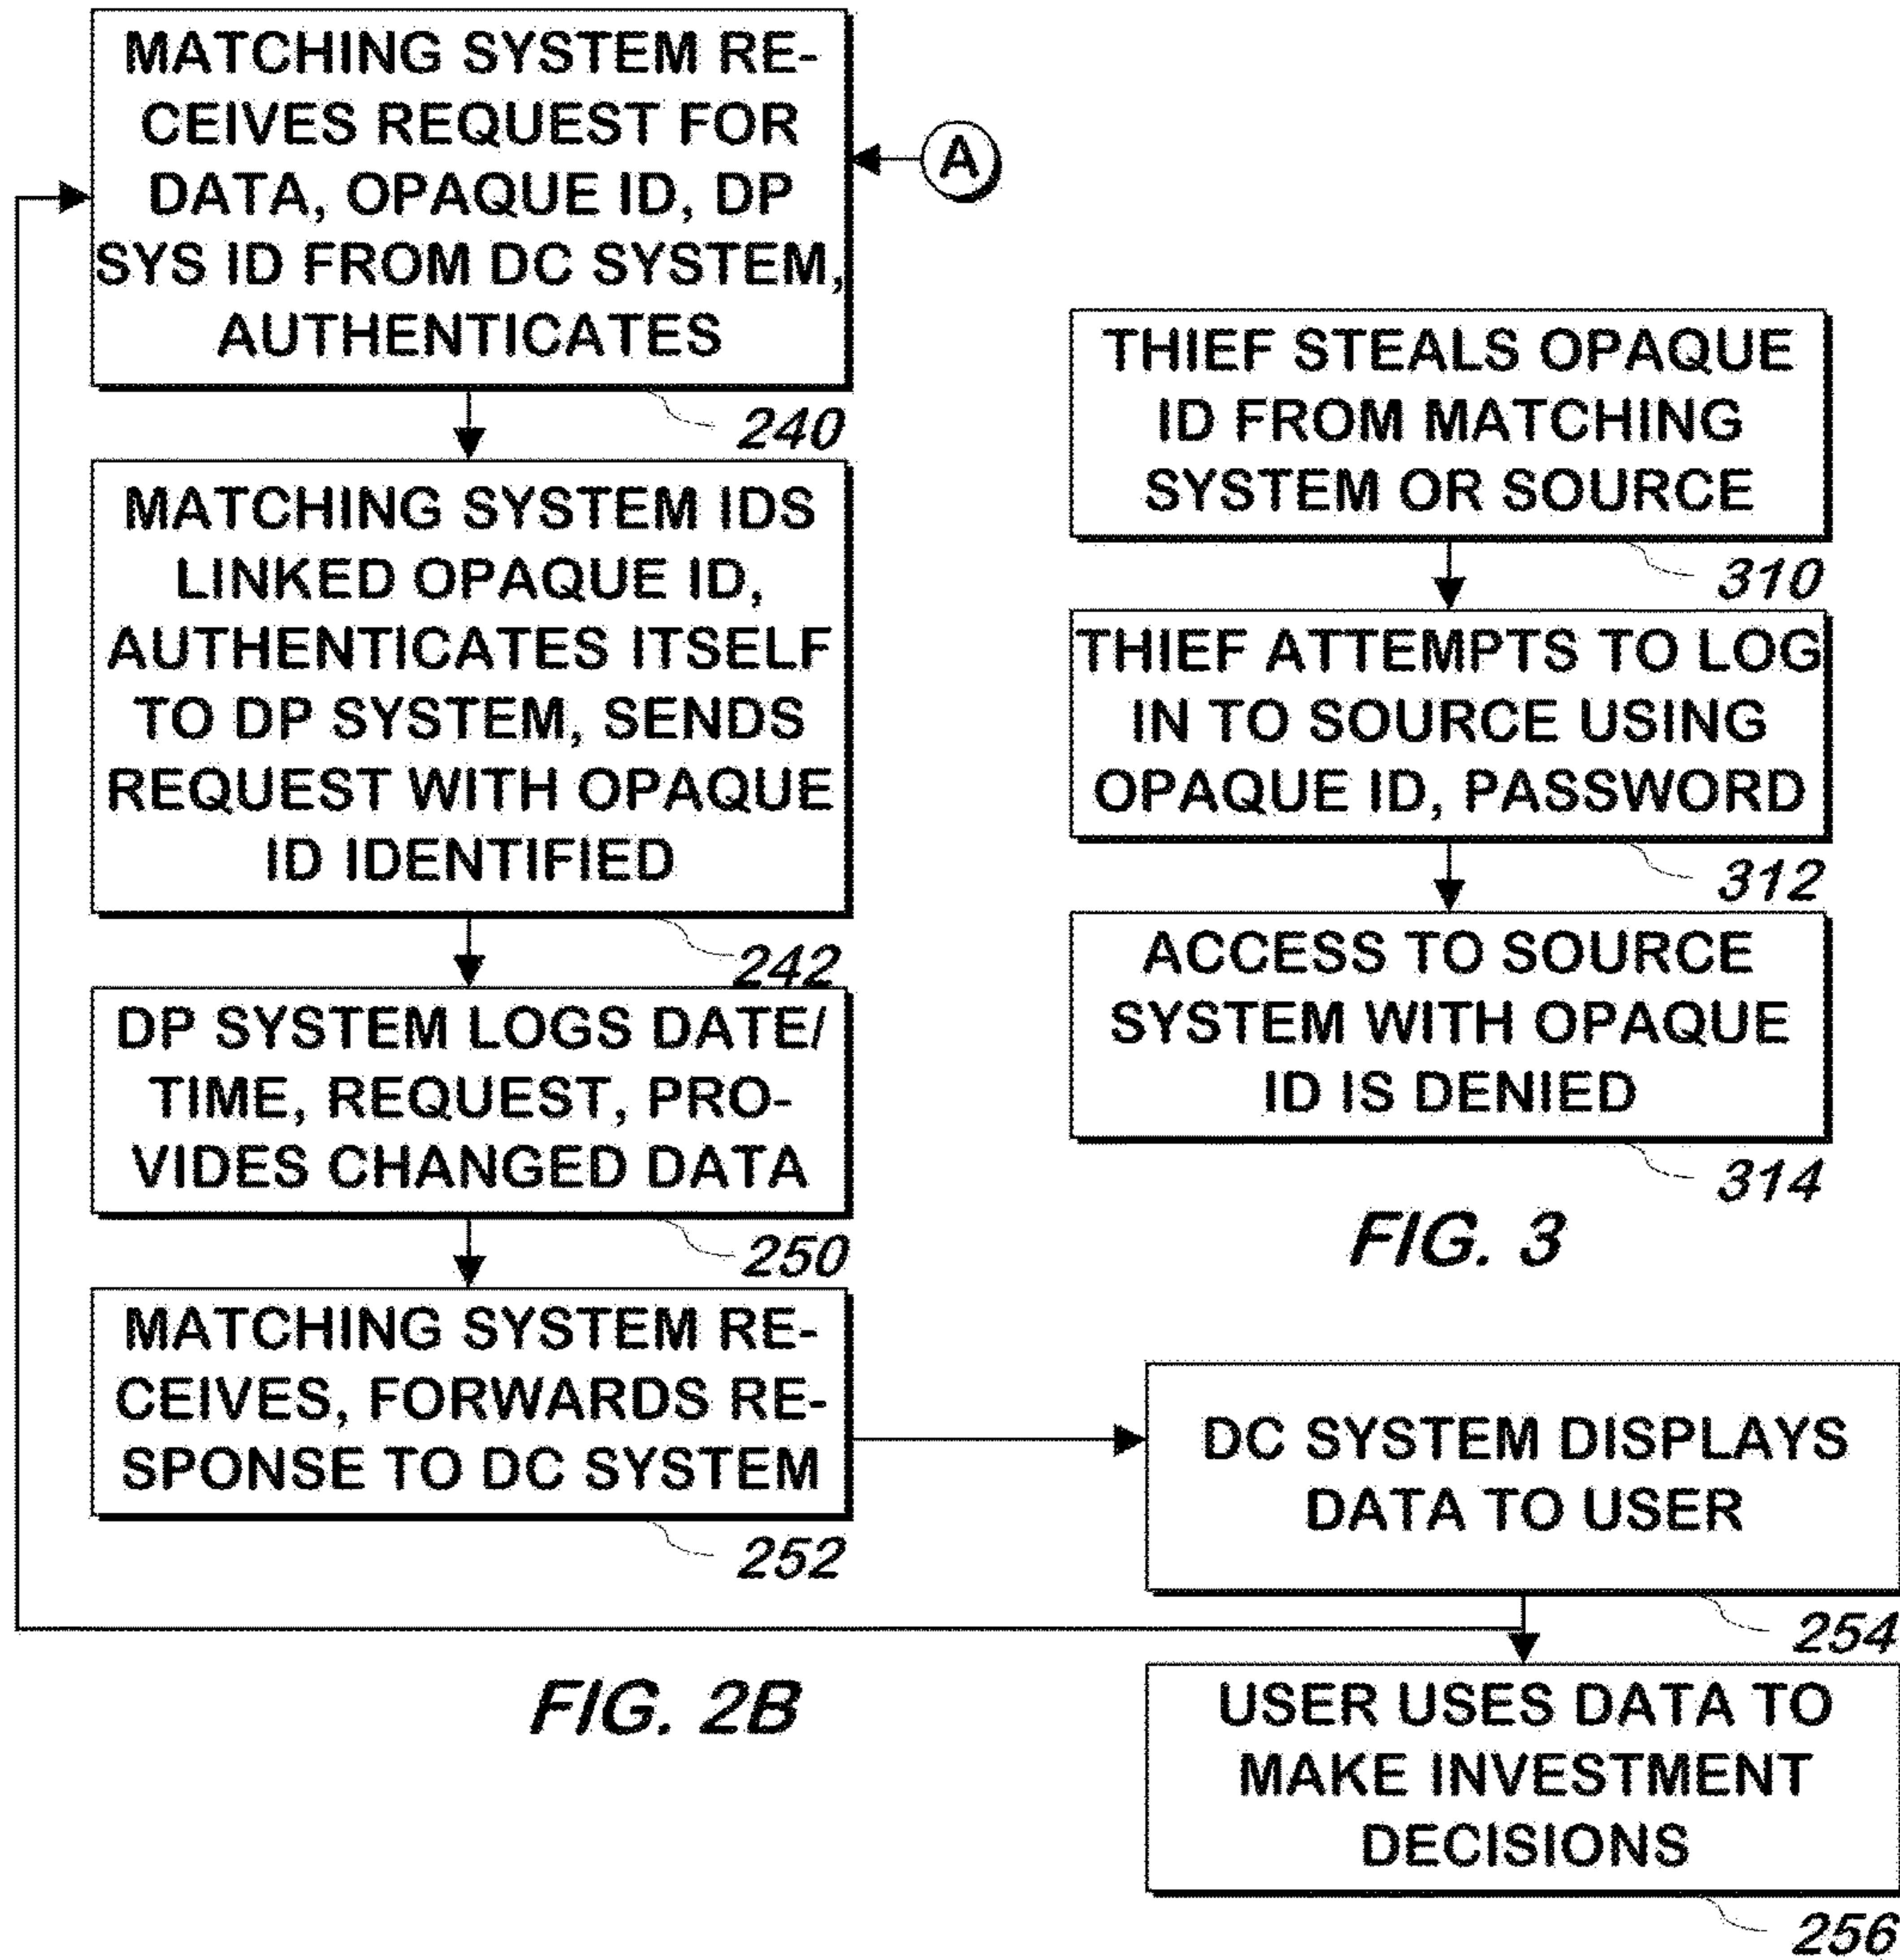 MATCHING SYSTEM RE-
CEIVES REQUEST FOR
DATA, OPAQUE ID, DP
SYS ID FROM DC SYSTEM,
AUTHENTICATES
A
240
MATCHING SYSTEM IDS
LINKED OPAQUE ID,
AUTHENTICATES ITSELF
TO DP SYSTEM, SENDS
REQUEST WITH OPAQUE
ID IDENTIFIED
242
DP SYSTEM LOGS DATE/
TIME, REQUEST, PRO-
VIDES CHANGED DATA
250
MATCHING SYSTEM RE-
CEIVES, FORWARDS RE-
SPONSE TO DC SYSTEM
252
DC SYSTEM DISPLAYS
DATA TO USER
254
USER USES DATA TO
MAKE INVESTMENT
DECISIONS
256
FIG. 2B
THIEF STEALS OPAQUE
ID FROM MATCHING
SYSTEM OR SOURCE
310
THIEF ATTEMPTS TO LOG
IN TO SOURCE USING
OPAQUE ID, PASSWORD
312
ACCESS TO SOURCE
SYSTEM WITH OPAQUE
ID IS DENIED
314
FIG. 3